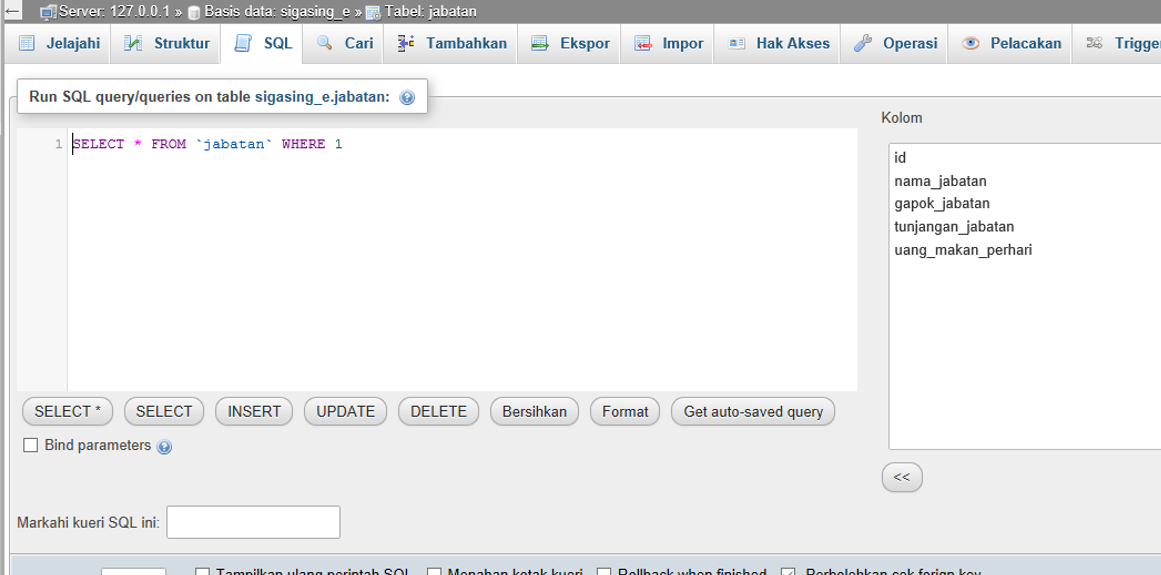 Server: 127.0.0.1 » Basis data: sigasing_e » Tabel: jabatan
Jelajahi Struktur SQL Cari Tambahkan Ekspor Impor Hak Akses Operasi Pelacakan Trigge
Run SQL query/queries on table sigasing_e.jabatan:
1 SELECT * FROM `jabatan` WHERE 1
Kolom
id
nama_jabatan
gapok_jabatan
tunjangan_jabatan
uang_makan_perhari
SELECT * SELECT INSERT UPDATE DELETE Bersihkan Format Get auto-saved query
Bind parameters
<<
Markahi kueri SQL ini:
Tampilkan ulang perintah SQL Menahan kotak kueri Rollback when finished Perbolehkan cek forign key